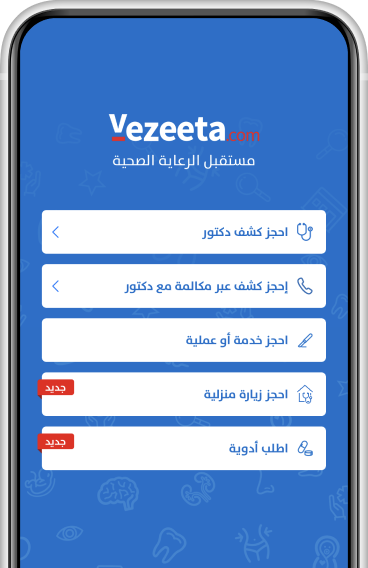 Vezeeta.com
مستقبل الرعاية الصحية
احجز كشف دكتور
إحجز كشف عبر مكالمة مع دكتور
احجز خدمة أو عملية
احجز زيارة منزلية
جديد
اطلب أدوية
جديد